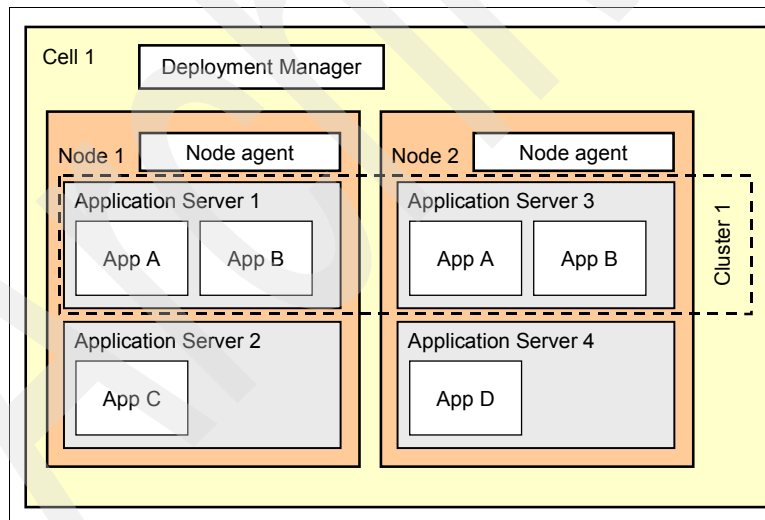 Cell 1
Deployment Manager
Node 1
Node agent
Application Server 1
App A
App B
Application Server 2
App C
Node 2
Node agent
Application Server 3
App A
App B
Application Server 4
App D
Cluster 1